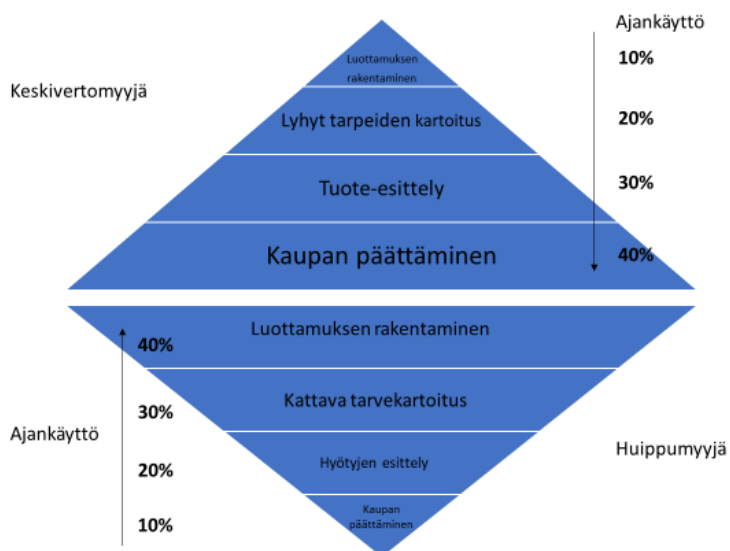 Ajankäyttö
Luottamuksen
rakentaminen
10%
Keskivertomyyjä
Lyhyt tarpeiden kartoitus
20%
Tuote-esittely
30%
Kaupan päättäminen
40%
Luottamuksen rakentaminen
40%
Kattava tarvekartoitus
30%
Ajankäyttö
Huippumyyjä
Hyötyjen esittely
20%
Kaupan
päättäminen
10%